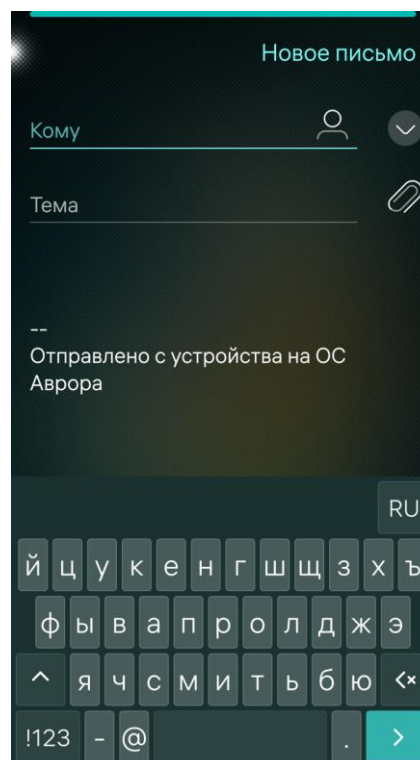 Новое письмо
Кому
Тема
--
Отправлено с устройства на ОС
Аврора
RU
й ц у к е н г ш щ з х ъ
ф ы в а п р о л д ж э
я ч с м и т ь б ю
!123 - @ .